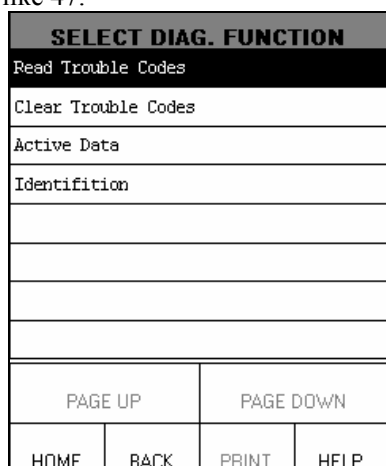 like 47.
SELECT DIAG. FUNCTION
Read Trouble Codes
Clear Trouble Codes
Active Data
Identifition
PAGE UP PAGE DOWN
HOME BACK PRINT HELP